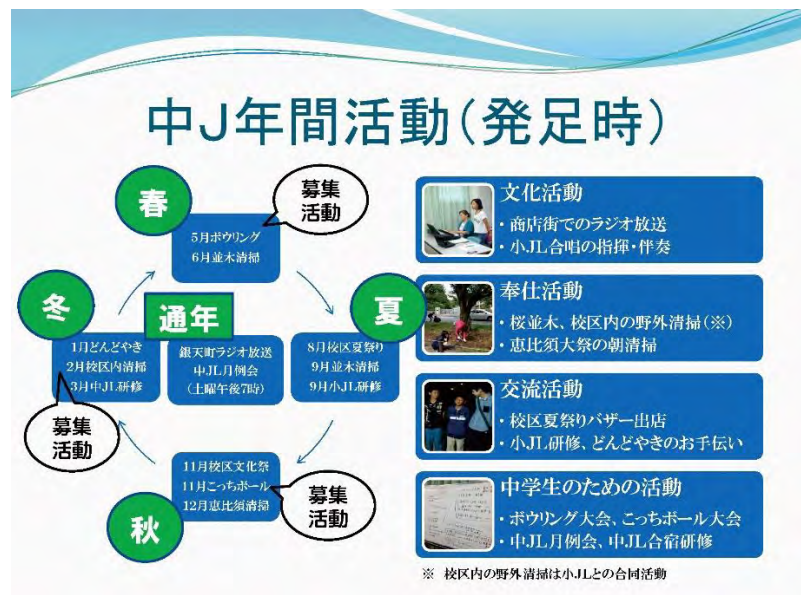 中J年間活動(発足時)
春
募集
活動
5月ボウリング
6月並木清掃
夏
8月校区夏祭り
9月並木清掃
9月小JL研修
秋
11月校区文化祭
11月こっちボール
12月恵比須清掃
募集
活動
冬
1月どんどやき
2月校区内清掃
3月中JL研修
募集
活動
通年
銀天町ラジオ放送
中JL月例会
(土曜午後7時)
文化活動
・商店街でのラジオ放送
・小JL合唱の指揮・伴奏
奉仕活動
・桜並木、校区内の野外清掃(※)
・恵比須大祭の朝清掃
交流活動
・校区夏祭りバザー出店
・小JL研修、どんどやきのお手伝い
中学生のための活動
・ボウリング大会、こっちボール大会
・中JL月例会、中JL合宿研修
※ 校区内の野外清掃は小JLとの合同活動